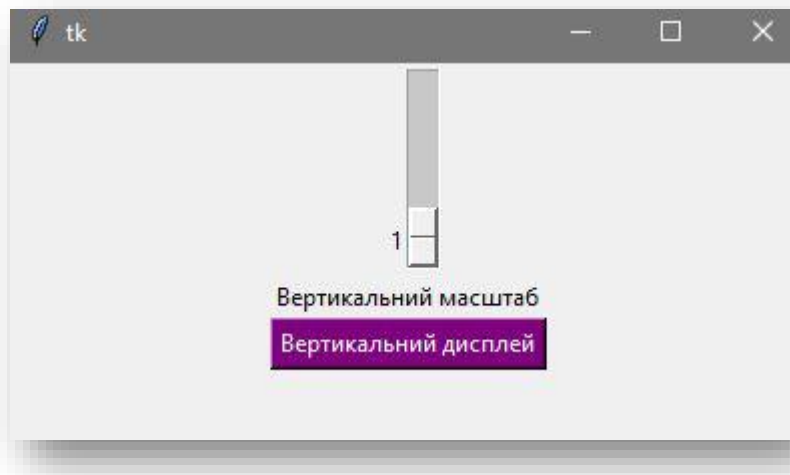 tk
1
Вертикальний масштаб
Вертикальний дисплей